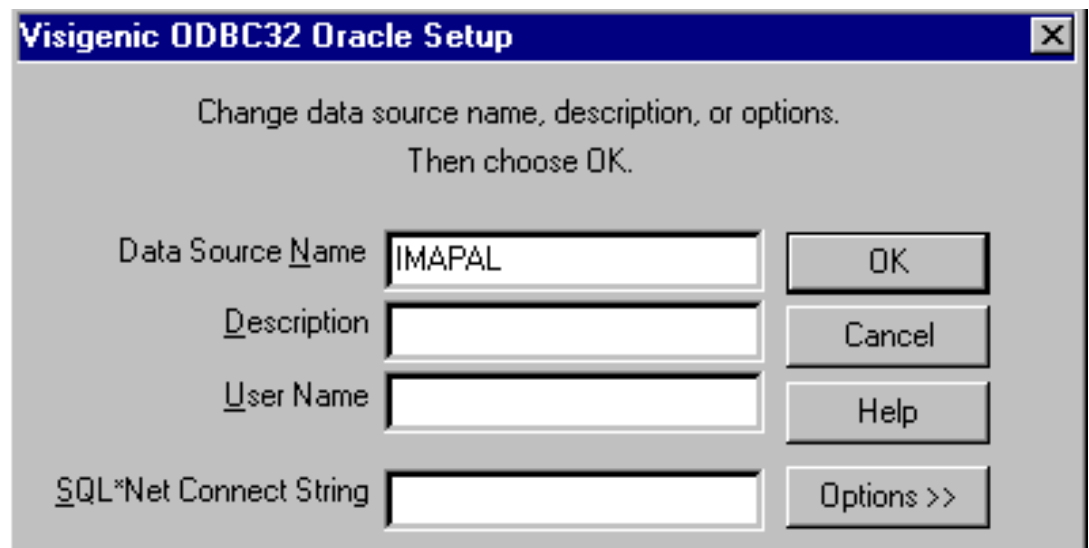 Visigenic ODBC32 Oracle Setup
Change data source name, description, or options.
Then choose OK.
Data Source Name IMAPAL OK
Description Cancel
User Name Help
SQL*Net Connect String Options >>